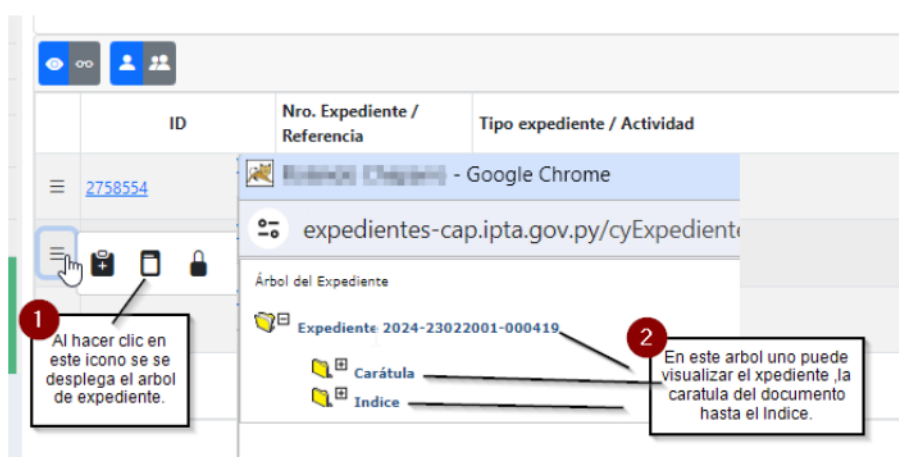 ID
Nro. Expediente /
Referencia
Tipo expediente / Actividad
2758554
- Google Chrome
expedientes-cap.ipta.gov.py/cyExpediente
Árbol del Expediente
Expediente 2024-23022001-000419
Carátula
Indice
1
Al hacer clic en
este icono se se
desplega el arbol
de expediente.
2
En este arbol uno puede
visualizar el xpediente ,la
caratula del documento
hasta el Indice.